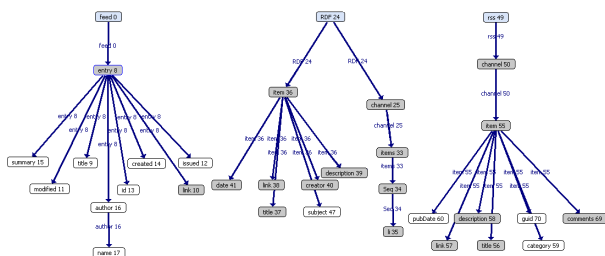 feed 0
feed 0
entry 8
entry 8
entry 8
entry 8
entry 8
entry 8
entry 8
entry 8
summary 15
modified 11
title 9
id 13
created 14
issued 12
link 10
author 16
author 16
name 17
RDF 24
RDF 24
RDF 24
item 36
item 36
item 36
item 36
item 36
item 36
item 36
date 41
link 38
title 37
creator 40
subject 47
description 39
channel 25
channel 25
items 33
items 33
Seq 34
Seq 34
li 35
rss 49
rss 49
channel 50
channel 50
item 55
item 55
item 55
item 55
item 55
item 55
item 55
item 55
pubDate 60
description 58
guid 70
comments 69
link 57
title 56
category 59